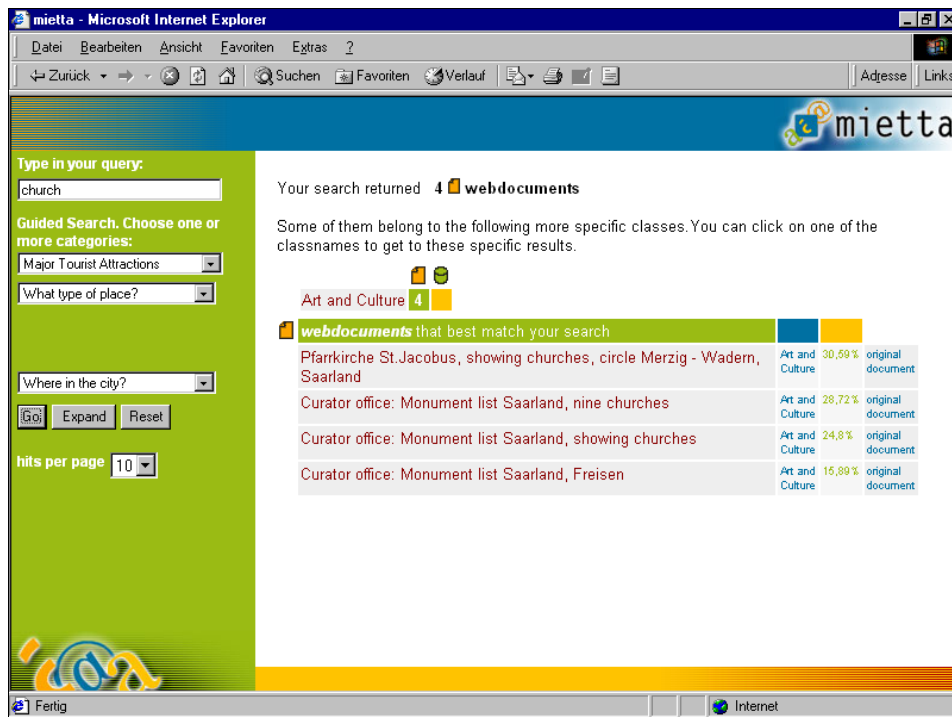 mietta - Microsoft Internet Explorer
Datei Bearbeiten Ansicht Favoriten Extras ?
Zurück Suchen Favoriten Verlauf Adresse Links
mietta
Type in your query:
church
Guided Search. Choose one or
more categories:
Major Tourist Attractions
What type of place?
Where in the city?
Go! Expand Reset
hits per page 10
Your search returned 4 webdocuments
Some of them belong to the following more specific classes. You can click on one of the
classnames to get to these specific results.
Art and Culture 4
webdocuments that best match your search
Pfarrkirche St.Jacobus, showing churches, circle Merzig - Wadern,
Saarland
Art and
Culture
30,59%
original
document
Curator office: Monument list Saarland, nine churches
Art and
Culture
28,72%
original
document
Curator office: Monument list Saarland, showing churches
Art and
Culture
24,8%
original
document
Curator office: Monument list Saarland, Freisen
Art and
Culture
15,89%
original
document
Fertig Internet